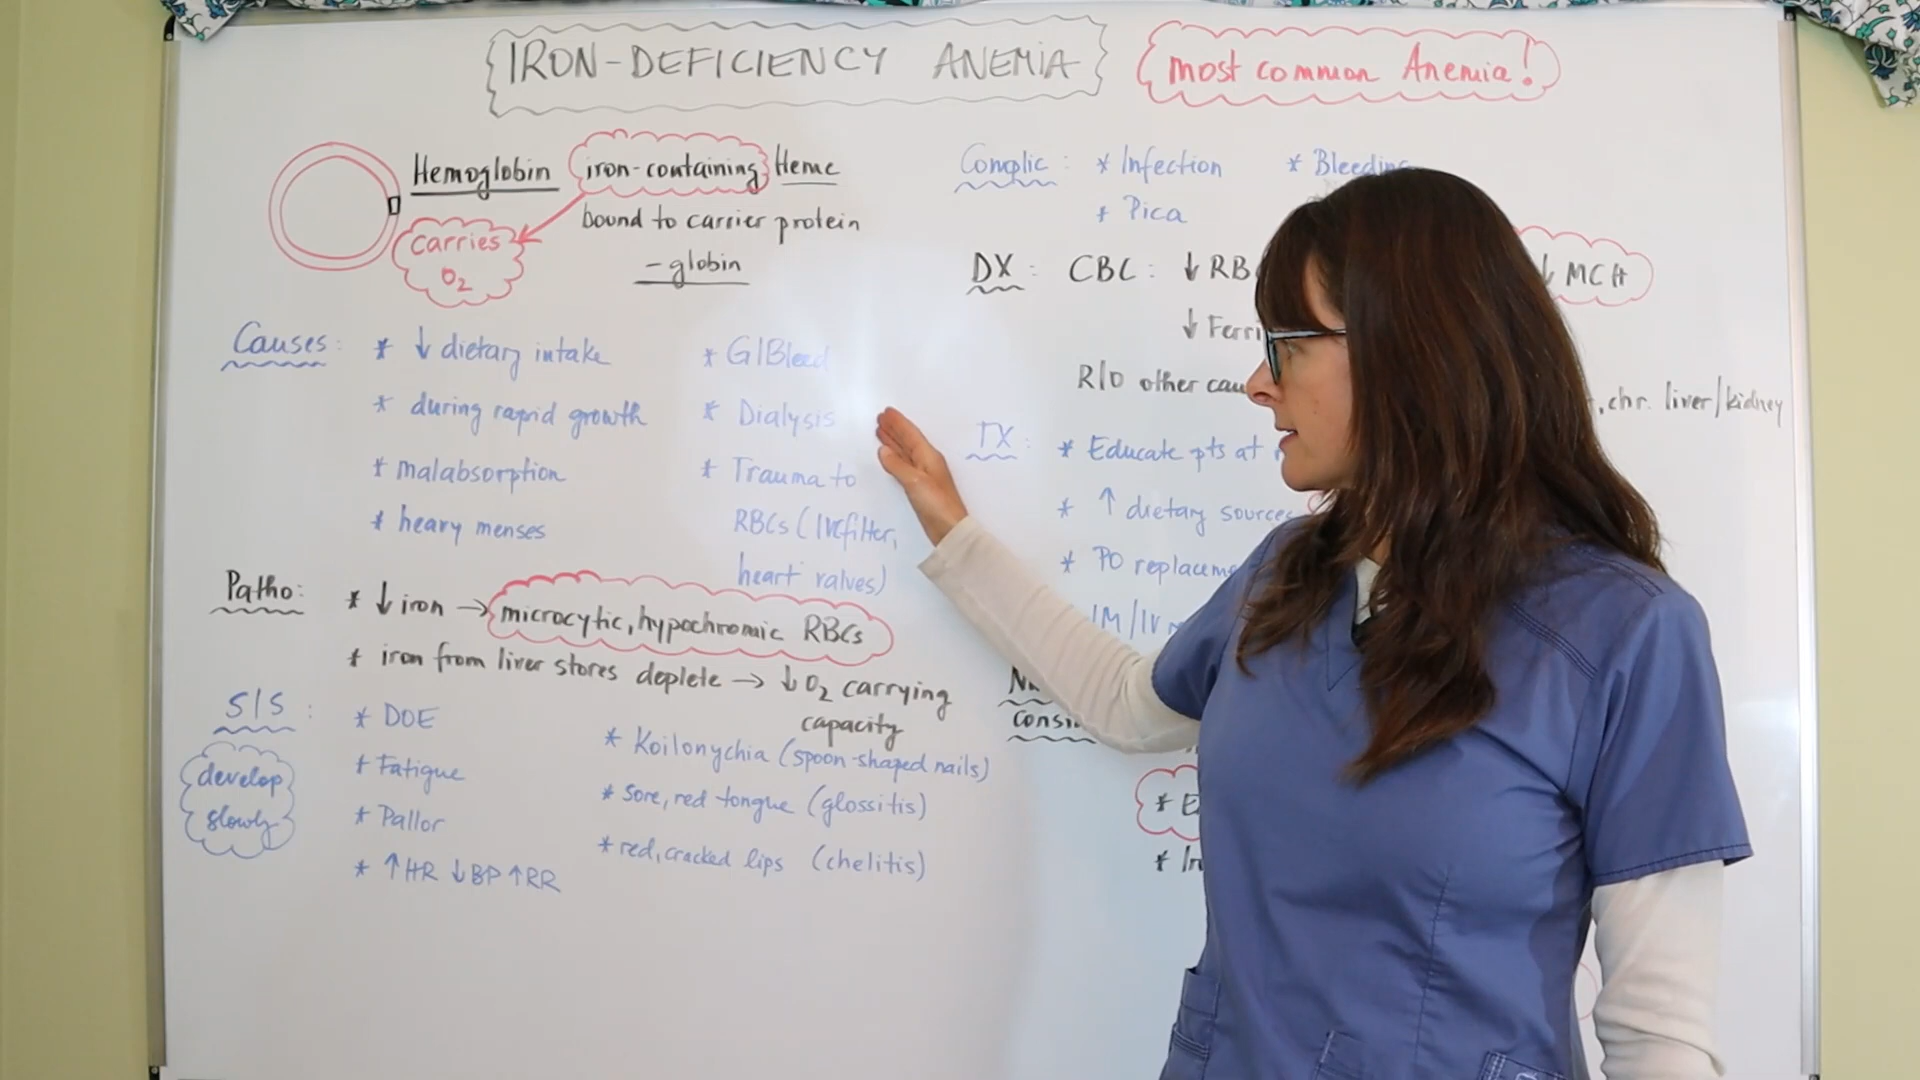 IRON-DEFICIENCY ANEMIA
most common Anemia!
Hemoglobin iron-containing Heme
bound to carrier protein
- globin
Carries
O2
Causes: * ↓ dietary intake
* during rapid growth
* malabsorption
* heavy menses
* GI Bleed
* Dialysis
* Trauma to
RBCs (IVC filter,
heart valves)
Patho: * ↓ iron → microcytic, hypochromic RBCs
* iron from liver stores deplete → ↓ O2 carrying
capacity
S/S:
develop
slowly
* DOE
* Fatigue
* Pallor
* ↑HR ↓BP ↑RR
* Koilonychia (spoon-shaped nails)
* sore, red tongue (glossitis)
* red, cracked lips (chelitis)
Complic: * Infection * Bleeding
* Pica
DX: CBC: ↓ RB ↓ MCH
↓ Ferri
R/O other cau , chr. liver/kidney
TX: * Educate pts at
* ↑ dietary sources
* PO replaceme
IM/IV
consi
* E
* In